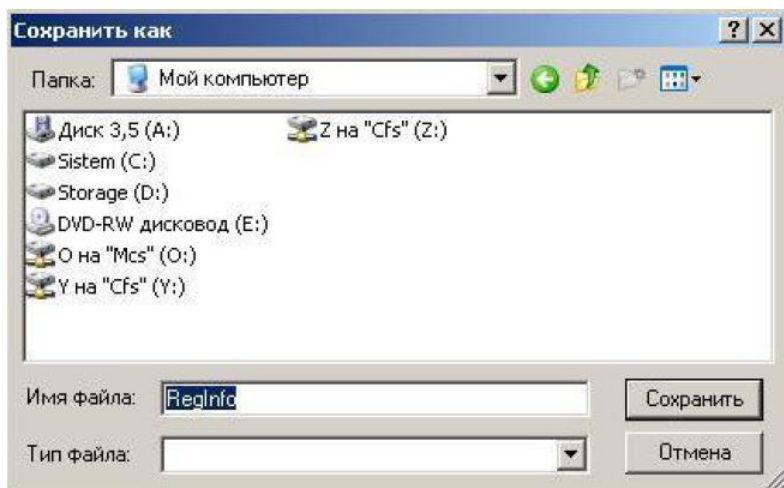 Сохранить как
Папка: Мой компьютер
Диск 3,5 (A:)
Sistem (C:)
Storage (D:)
DVD-RW дисковод (E:)
O на "Mcs" (O:)
Y на "Cfs" (Y:)
Z на "Cfs" (Z:)
Имя файла: RegInfo
Сохранить
Тип файла:
Отмена